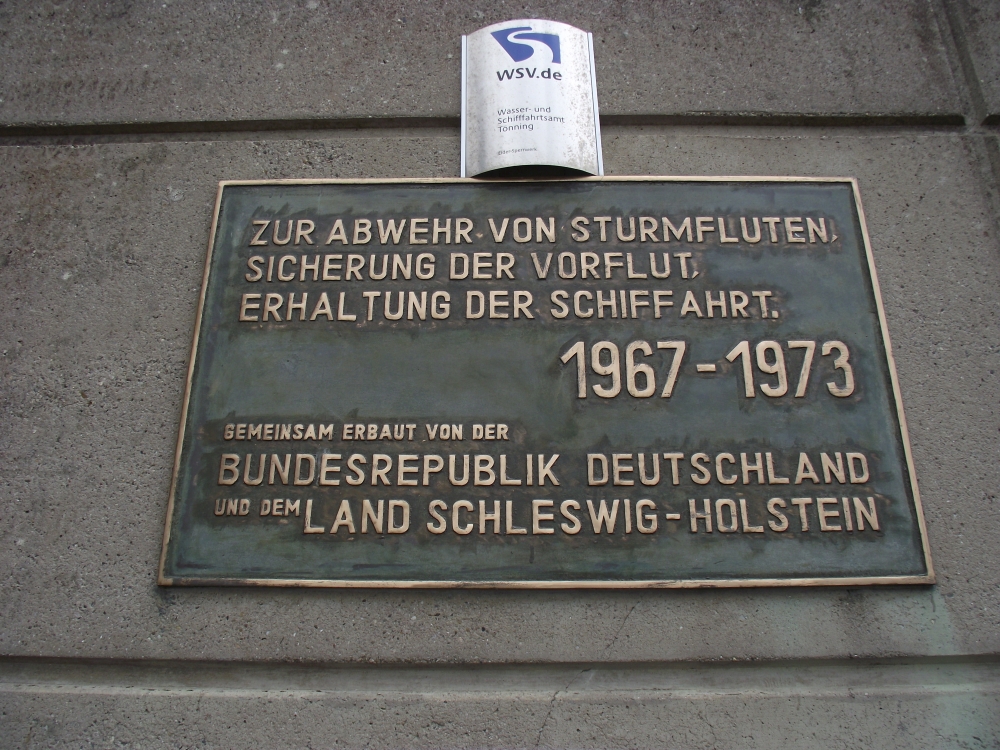 WSV.de
Wasser- und
Schifffahrtsamt
Tönning
ZUR ABWEHR VON STURMFLUTEN,
SICHERUNG DER VORFLUT,
ERHALTUNG DER SCHIFFAHRT.
1967-1973
GEMEINSAM ERBAUT VON DER
BUNDESREPUBLIK DEUTSCHLAND
UND DEM LAND SCHLESWIG-HOLSTEIN